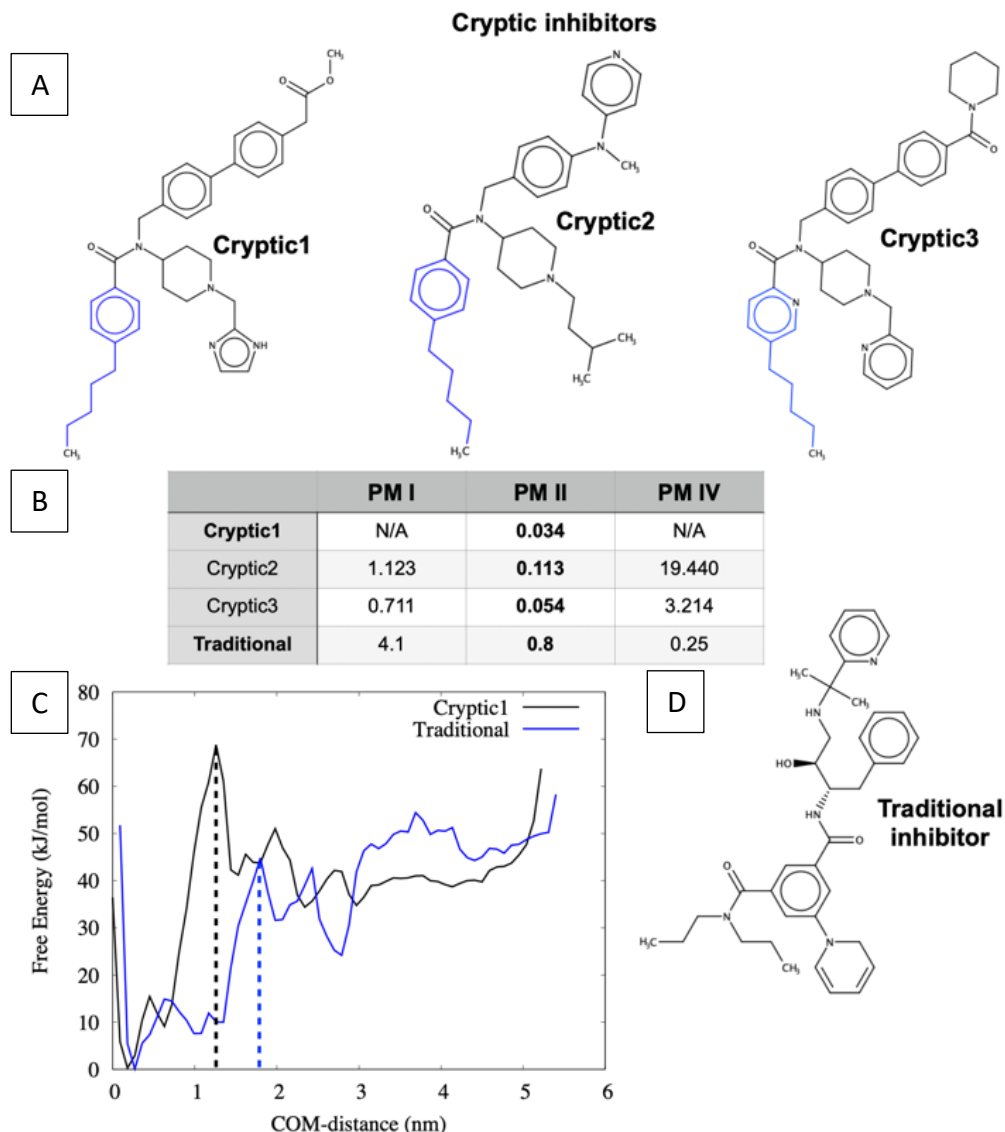 Cryptic inhibitors
A
CH₃
O
O
N
O
N
Cryptic1
N
N
NH
CH₃
N
N
CH₃
O
N
Cryptic2
N
CH₃
H₃C
H₃C
N
O
O
N
Cryptic3
N
N
N
CH₃
B
PM I PM II PM IV
Cryptic1 N/A 0.034 N/A
Cryptic2 1.123 0.113 19.440
Cryptic3 0.711 0.054 3.214
Traditional 4.1 0.8 0.25
C
Cryptic1
Traditional
80
70
60
50
40
30
20
10
0
Free Energy (kJ/mol)
0 1 2 3 4 5 6
COM-distance (nm)
D
N
H₃C
CH₃
HN
HO
HN
Traditional
inhibitor
O
O
N
H₃C
CH₃
N